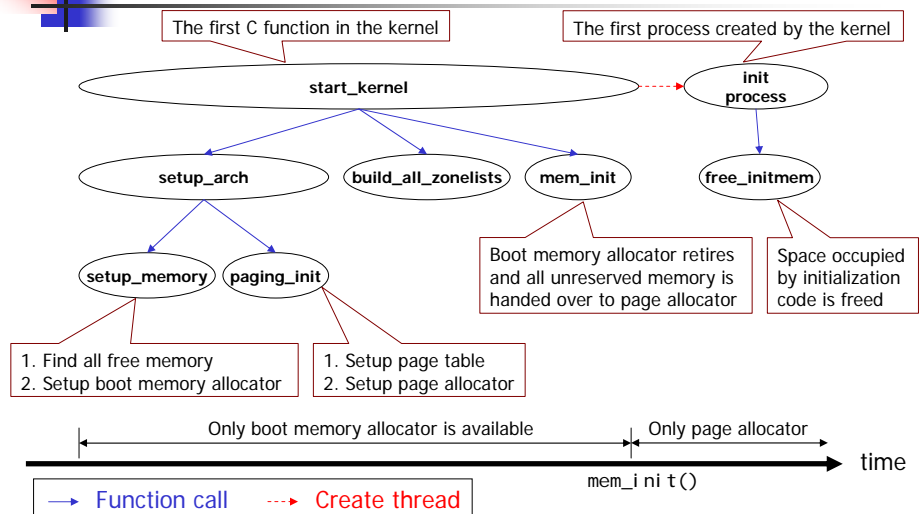 The first C function in the kernel
The first process created by the kernel
start_kernel
init
process
setup_arch
build_all_zonelists
mem_init
free_initmem
Boot memory allocator retires
and all unreserved memory is
handed over to page allocator
Space occupied
by initialization
code is freed
setup_memory
paging_init
1. Find all free memory
2. Setup boot memory allocator
1. Setup page table
2. Setup page allocator
Only boot memory allocator is available
Only page allocator
time
mem_init()
Function call
Create thread